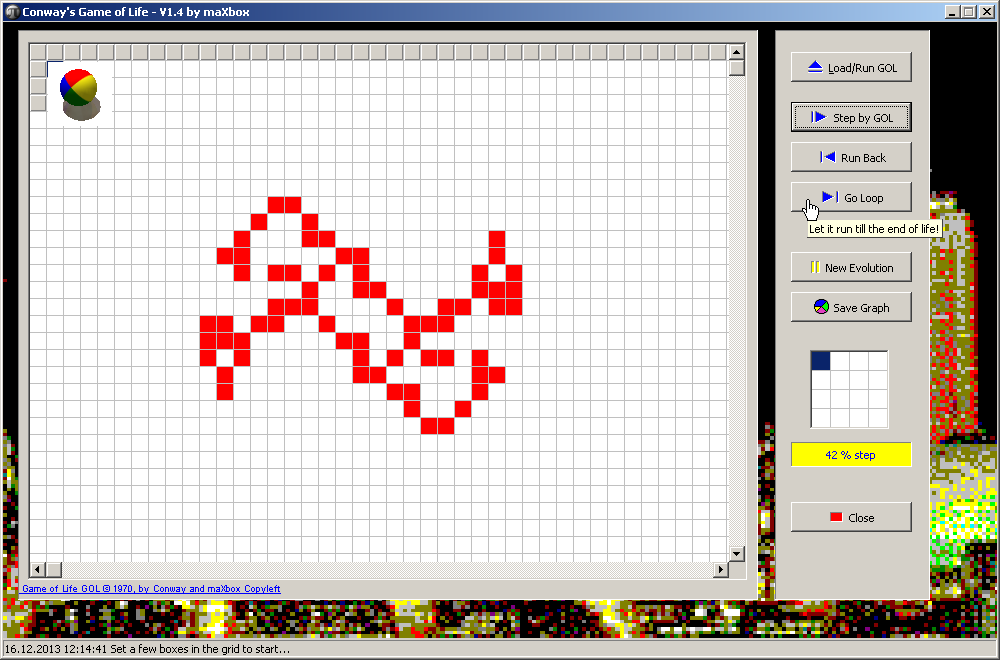 Conway's Game of Life - V1.4 by maXbox
Load/Run GOL
Step by GOL
Run Back
Go Loop
Let it run till the end of life!
New Evolution
Save Graph
42 % step
Close
Game of Life GOL © 1970, by Conway and maXbox Copyleft
16.12.2013 12:14:41 Set a few boxes in the grid to start...